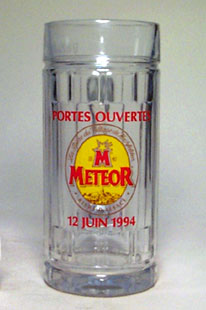 PORTES OUVERTES
M
METEOR
12 JUIN 1994